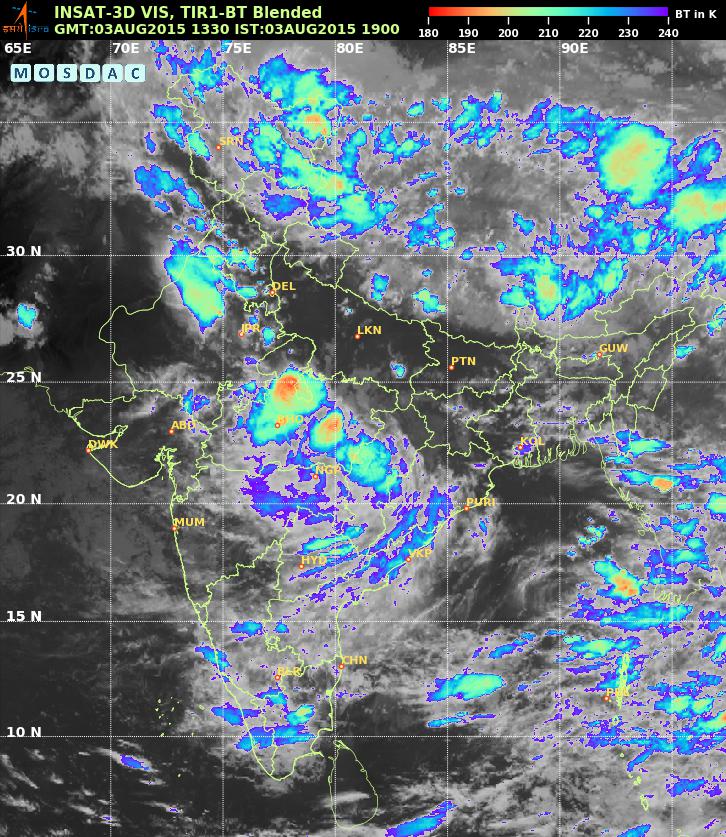 INSAT-3D VIS, TIR1-BT Blended
GMT:03AUG2015 1330 IST:03AUG2015 1900
BT in K
180 190 200 210 220 230 240
65E 70E 75E 80E 85E 90E
MOSDAC
SRN
30 N
DEL
JPR
LKN
GUW
PTN
25 N
BHO
ABD
DWK
KOL
NGP
20 N
PURI
MUM
VKP
HYD
15 N
CHN
BLR
10 N